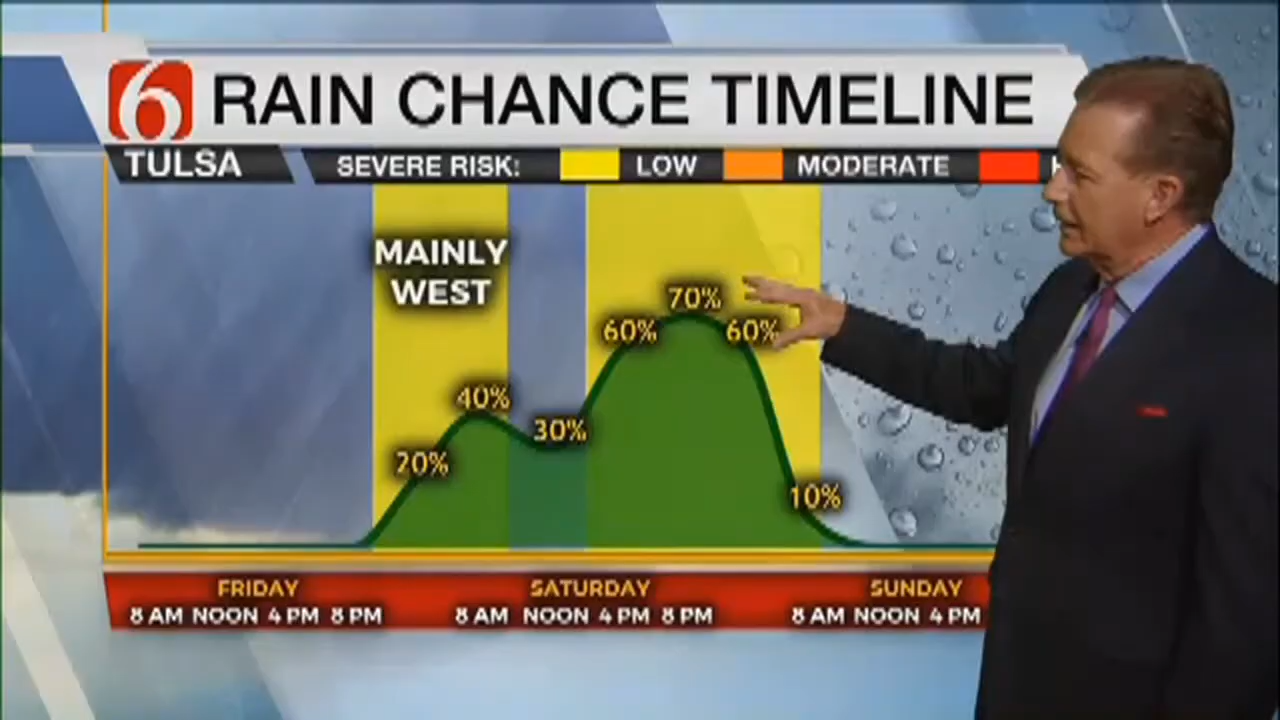 6 RAIN CHANCE TIMELINE
TULSA SEVERE RISK: LOW MODERATE
MAINLY
WEST
70%
60% 60%
40%
30%
20%
10%
FRIDAY SATURDAY SUNDAY
8 AM NOON 4 PM 8 PM 8 AM NOON 4 PM 8 PM 8 AM NOON 4 PM